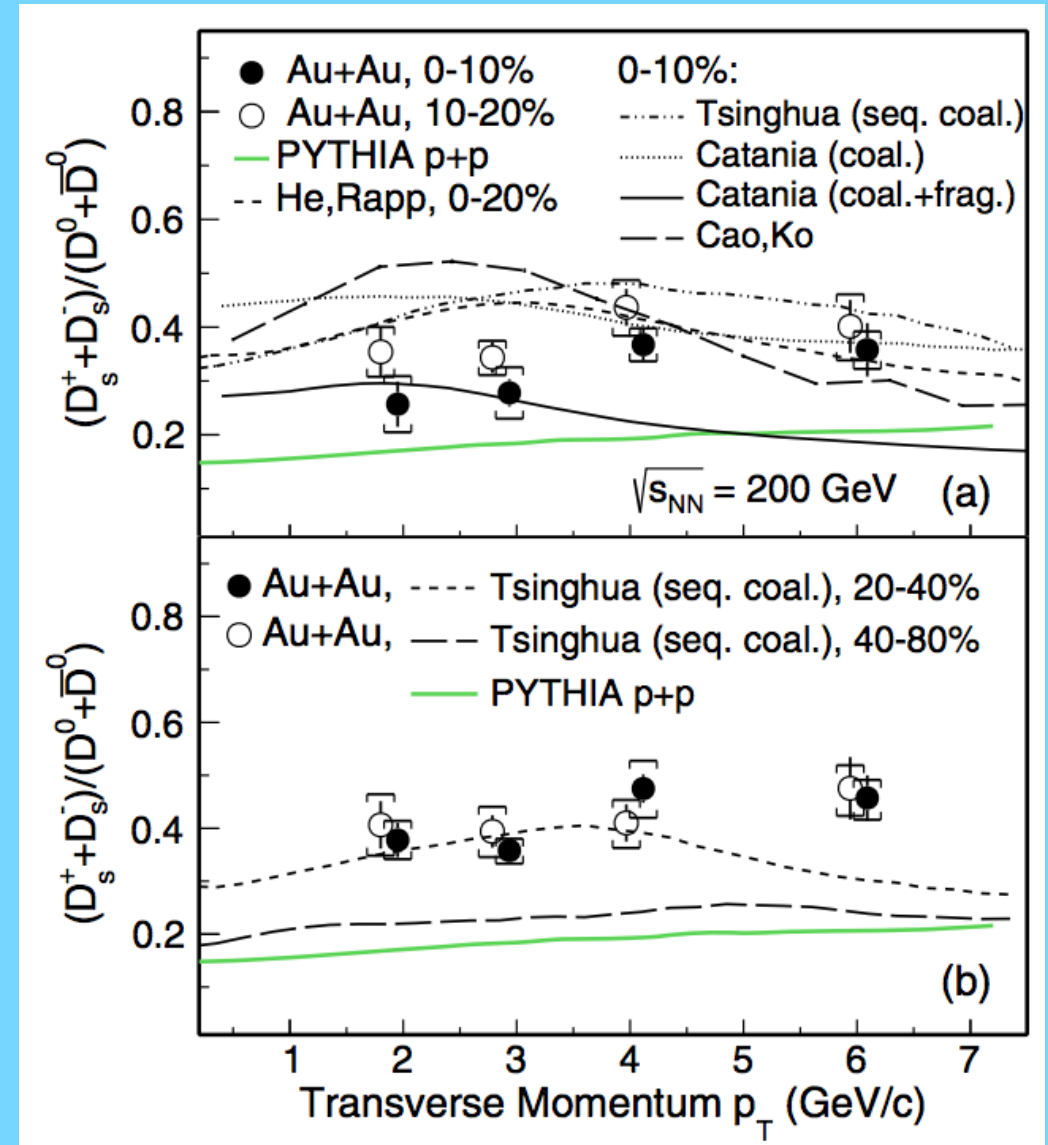 Au+Au, 0-10%
Au+Au, 10-20%
PYTHIA p+p
He,Rapp, 0-20%
0-10%:
Tsinghua (seq. coal.)
Catania (coal.)
Catania (coal.+frag.)
Cao,Ko
0.8
0.6
0.4
0.2
(D⁺ₛ+D⁻ₛ)/(D⁰+D̅⁰)
√sNN = 200 GeV (a)
Au+Au, Tsinghua (seq. coal.), 20-40%
Au+Au, Tsinghua (seq. coal.), 40-80%
PYTHIA p+p
0.8
0.6
0.4
0.2
(D⁺ₛ+D⁻ₛ)/(D⁰+D̅⁰)
(b)
1 2 3 4 5 6 7
Transverse Momentum p_T (GeV/c)